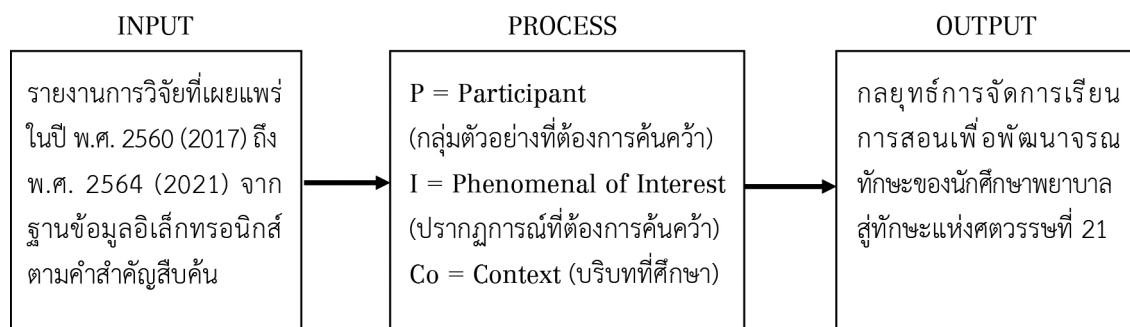 INPUT
รายงานการวิจัยที่เผยแพร่
ในปี พ.ศ. 2560 (2017) ถึง
พ.ศ. 2564 (2021) จาก
ฐานข้อมูลอิเล็กทรอนิกส์
ตามคำสำคัญสืบค้น
PROCESS
P = Participant
(กลุ่มตัวอย่างที่ต้องการค้นคว้า)
I = Phenomenal of Interest
(ปรากฏการณ์ที่ต้องการค้นคว้า)
Co = Context (บริบทที่ศึกษา)
OUTPUT
กลยุทธ์การจัดการเรียน
การสอนเพื่อพัฒนาจรณ
ทักษะของนักศึกษาพยาบาล
สู่ทักษะแห่งศตวรรษที่ 21